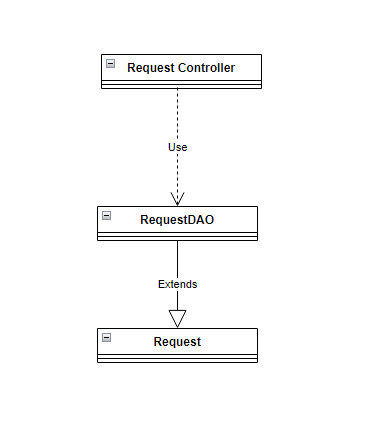 Request Controller
Use
RequestDAO
Extends
Request